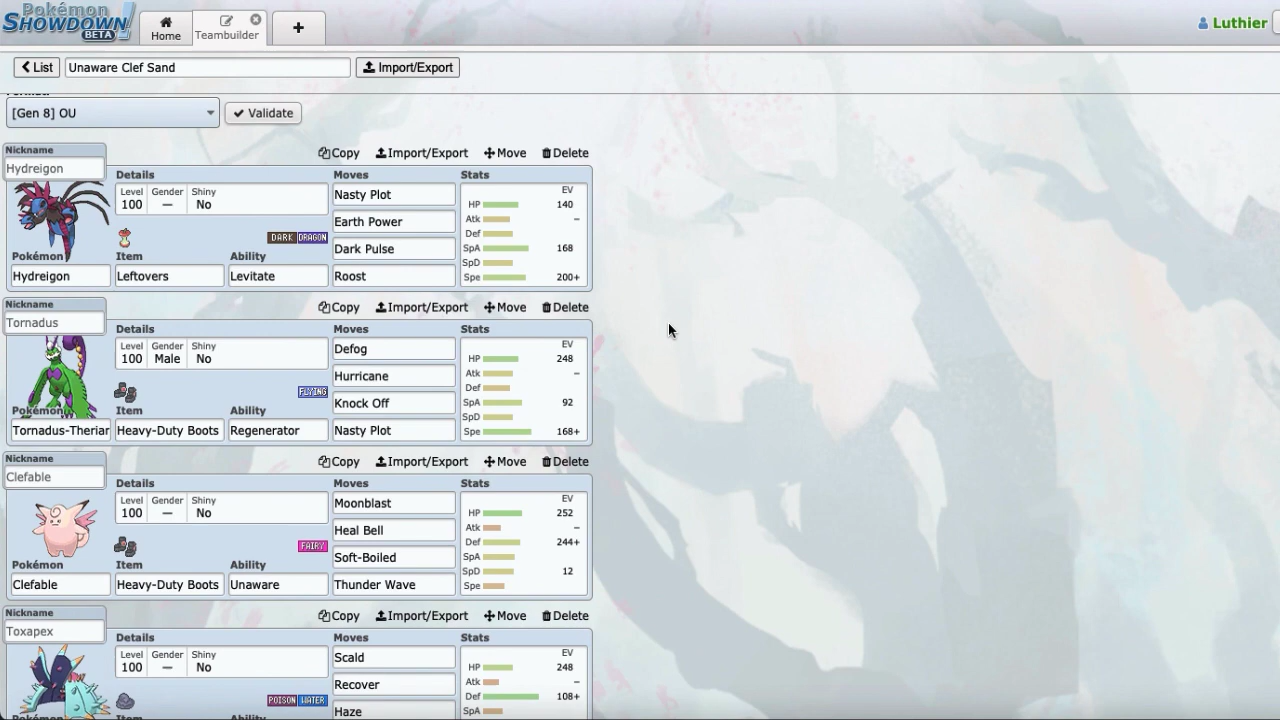 Pokémon
SHOWDOWN!
BETA
Home
Teambuilder
+
Luthier
List
Unaware Clef Sand
Import/Export
Format:
[Gen 8] OU
Validate
Nickname
Copy Import/Export Move Delete
Hydreigon
Details Moves Stats
Level Gender Shiny
100 — No
Nasty Plot
Earth Power
Dark Pulse
Roost
EV
HP 140
Atk –
Def
SpA 168
SpD
Spe 200+
DARK DRAGON
Pokémon Item Ability
Hydreigon Leftovers Levitate
Nickname
Copy Import/Export Move Delete
Tornadus
Details Moves Stats
Level Gender Shiny
100 Male No
Defog
Hurricane
Knock Off
Nasty Plot
EV
HP 248
Atk –
Def
SpA 92
SpD
Spe 168+
FLYING
Pokémon Item Ability
Tornadus-Therian Heavy-Duty Boots Regenerator
Nickname
Copy Import/Export Move Delete
Clefable
Details Moves Stats
Level Gender Shiny
100 — No
Moonblast
Heal Bell
Soft-Boiled
Thunder Wave
EV
HP 252
Atk –
Def 244+
SpA
SpD 12
Spe
FAIRY
Pokémon Item Ability
Clefable Heavy-Duty Boots Unaware
Nickname
Copy Import/Export Move Delete
Toxapex
Details Moves Stats
Level Gender Shiny
100 — No
Scald
Recover
Haze
EV
HP 248
Atk –
Def 108+
SpA
POISON WATER
Pokémon Item Ability